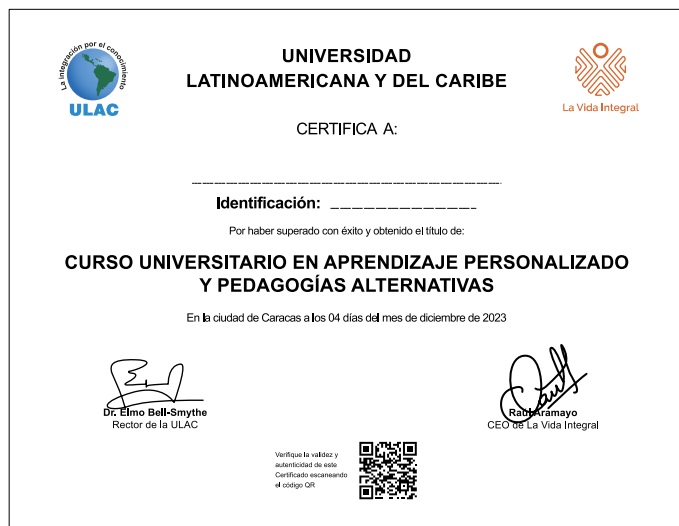 La integración por el conocimiento
ULAC
UNIVERSIDAD
LATINOAMERICANA Y DEL CARIBE
La Vida Integral
CERTIFICA A:
Identificación:
Por haber superado con éxito y obtenido el título de:
CURSO UNIVERSITARIO EN APRENDIZAJE PERSONALIZADO
Y PEDAGOGÍAS ALTERNATIVAS
En la ciudad de Caracas a los 04 días del mes de diciembre de 2023
Dr. Elmo Bell-Smythe
Rector de la ULAC
Raúl Aramayo
CEO de La Vida Integral
Verifique la validez y
autenticidad de este
Certificado escaneando
el código QR